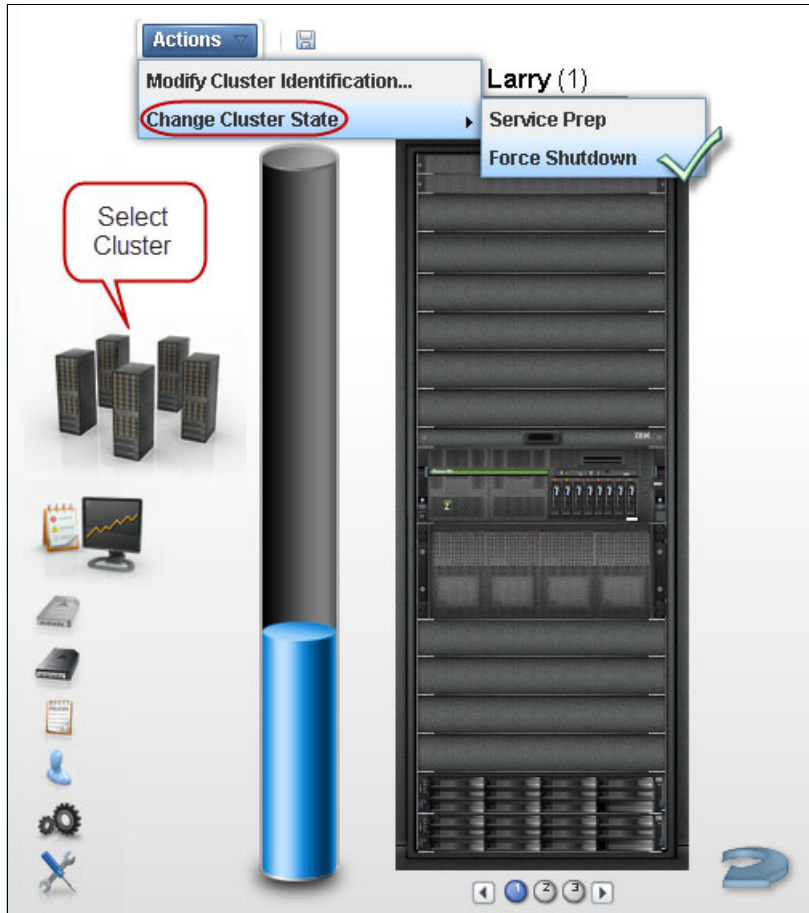 Actions
Modify Cluster Identification...
Larry (1)
Change Cluster State
Service Prep
Force Shutdown
Select
Cluster
IBM
1 2 3